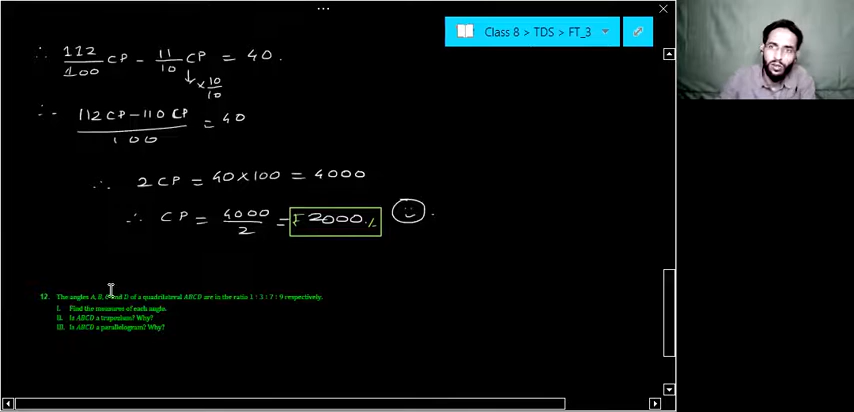 Class 8 > TDS > FT_3
∴ 112/100 CP - 11/10 CP = 40.
↓ × 10/10
∴ 112CP-110 CP/100 = 40
∴ 2 CP = 40×100 = 4000
∴ CP = 4000/2 = ₹2000/.
12. The angles A, B, C and D of a quadrilateral ABCD are in the ratio 1 : 3 : 7 : 9 respectively.
I. Find the measures of each angle.
II. Is ABCD a trapezium? Why?
III. Is ABCD a parallelogram? Why?